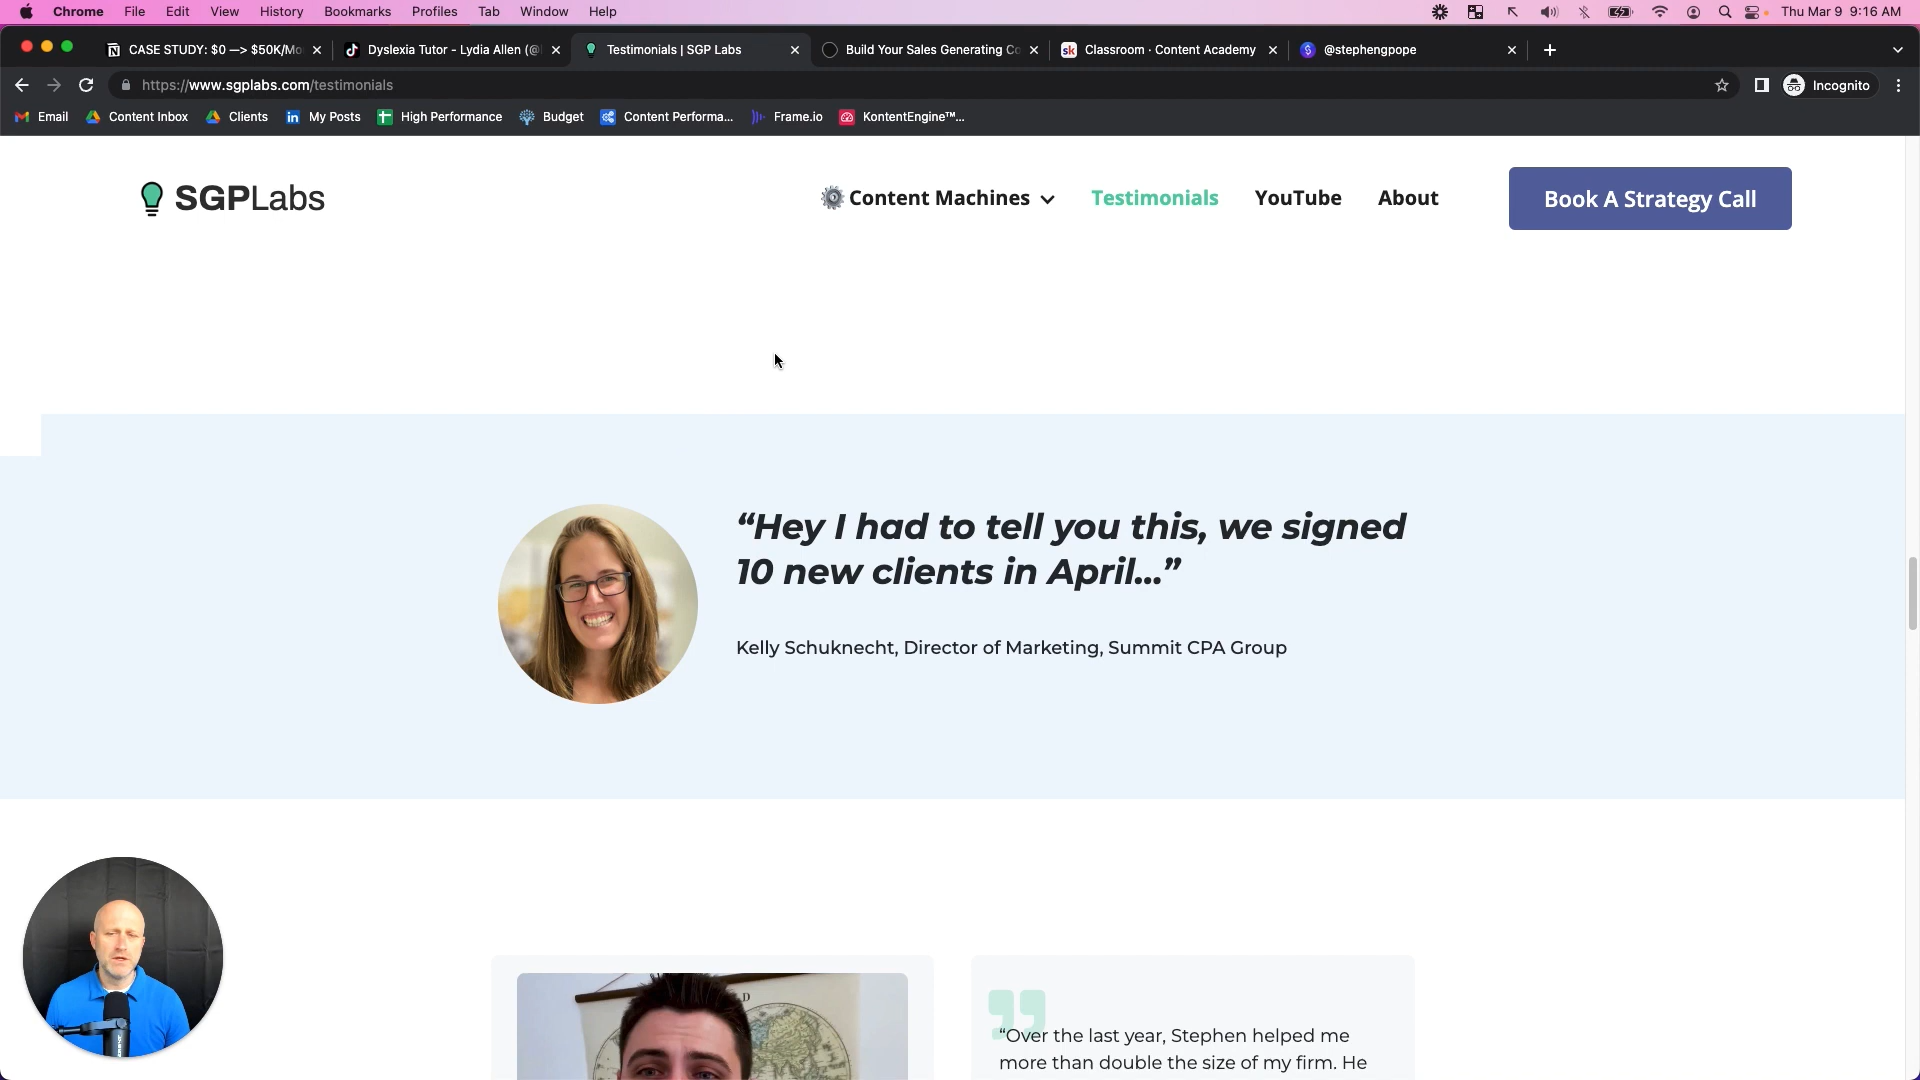 Chrome File Edit View History Bookmarks Profiles Tab Window Help Thu Mar 9 9:16 AM
CASE STUDY: $0 —> $50K/Mo Dyslexia Tutor - Lydia Allen (@ Testimonials | SGP Labs Build Your Sales Generating Co Classroom · Content Academy @stephengpope
https://www.sgplabs.com/testimonials Incognito
Email Content Inbox Clients My Posts High Performance Budget Content Performa... Frame.io KontentEngine™...
SGPLabs Content Machines Testimonials YouTube About Book A Strategy Call
“Hey I had to tell you this, we signed
10 new clients in April...”
Kelly Schuknecht, Director of Marketing, Summit CPA Group
“Over the last year, Stephen helped me
more than double the size of my firm. He